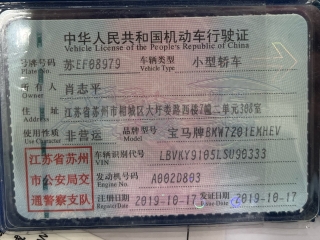 中华人民共和国机动车行驶证
Vehicle License of the People's Republic of China
号牌号码 苏EF08979 车辆类型 小型轿车
Plate No. Vehicle Type
所有人 肖志平
Owner
住址 江苏省苏州市相城区大圩娄路西楼7幢二单元308室
Address
使用性质 非营运 品牌型号 宝马牌BMW7201EMHEV
Use Character Model
江苏省苏州
市公安局交
通警察支队
车辆识别代号 LBVKY9105LSU90333
VIN
发动机号码 A002D803
Engine No.
注册日期 2019-10-17 发证日期 2019-10-17
Register Date Issue Date